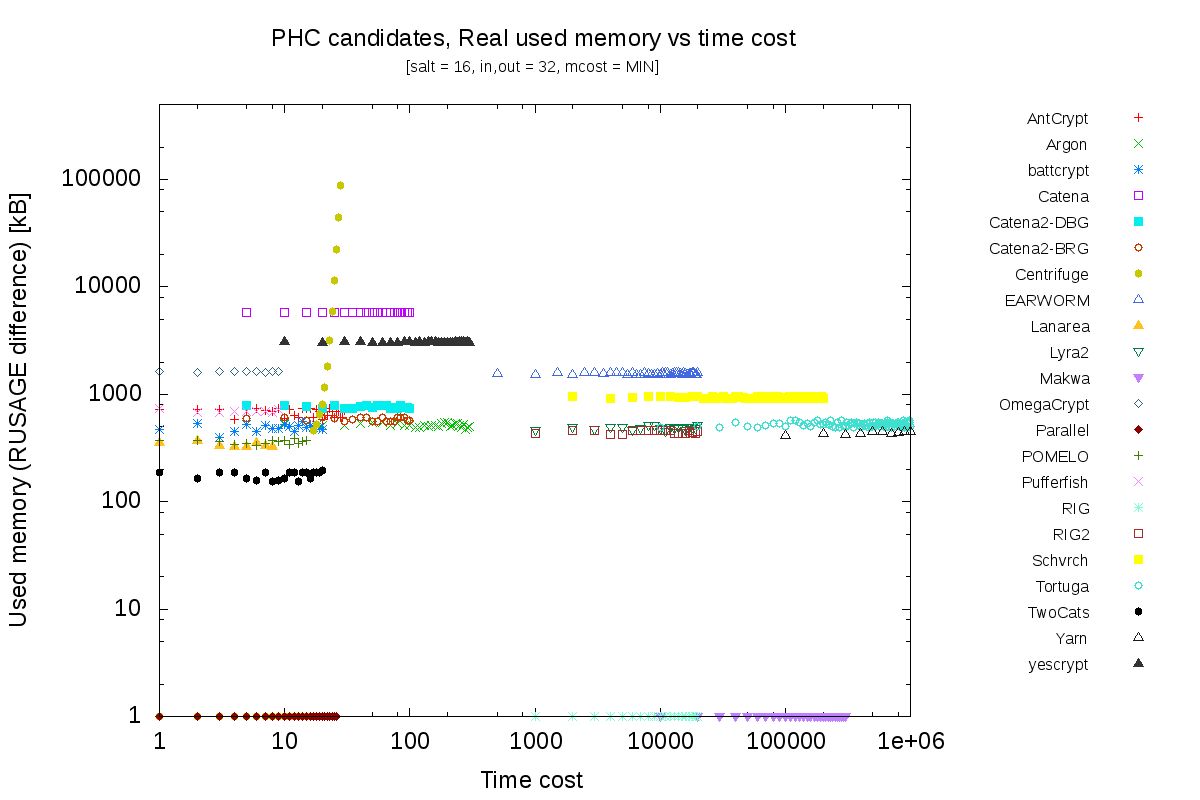 PHC candidates, Real used memory vs time cost
[salt = 16, in,out = 32, mcost = MIN]
Used memory (RUSAGE difference) [kB]
100000
10000
1000
100
10
1
1
10
100
1000
10000
100000
1e+06
Time cost
AntCrypt
Argon
battcrypt
Catena
Catena2-DBG
Catena2-BRG
Centrifuge
EARWORM
Lanarea
Lyra2
Makwa
OmegaCrypt
Parallel
POMELO
Pufferfish
RIG
RIG2
Schvrch
Tortuga
TwoCats
Yarn
yescrypt